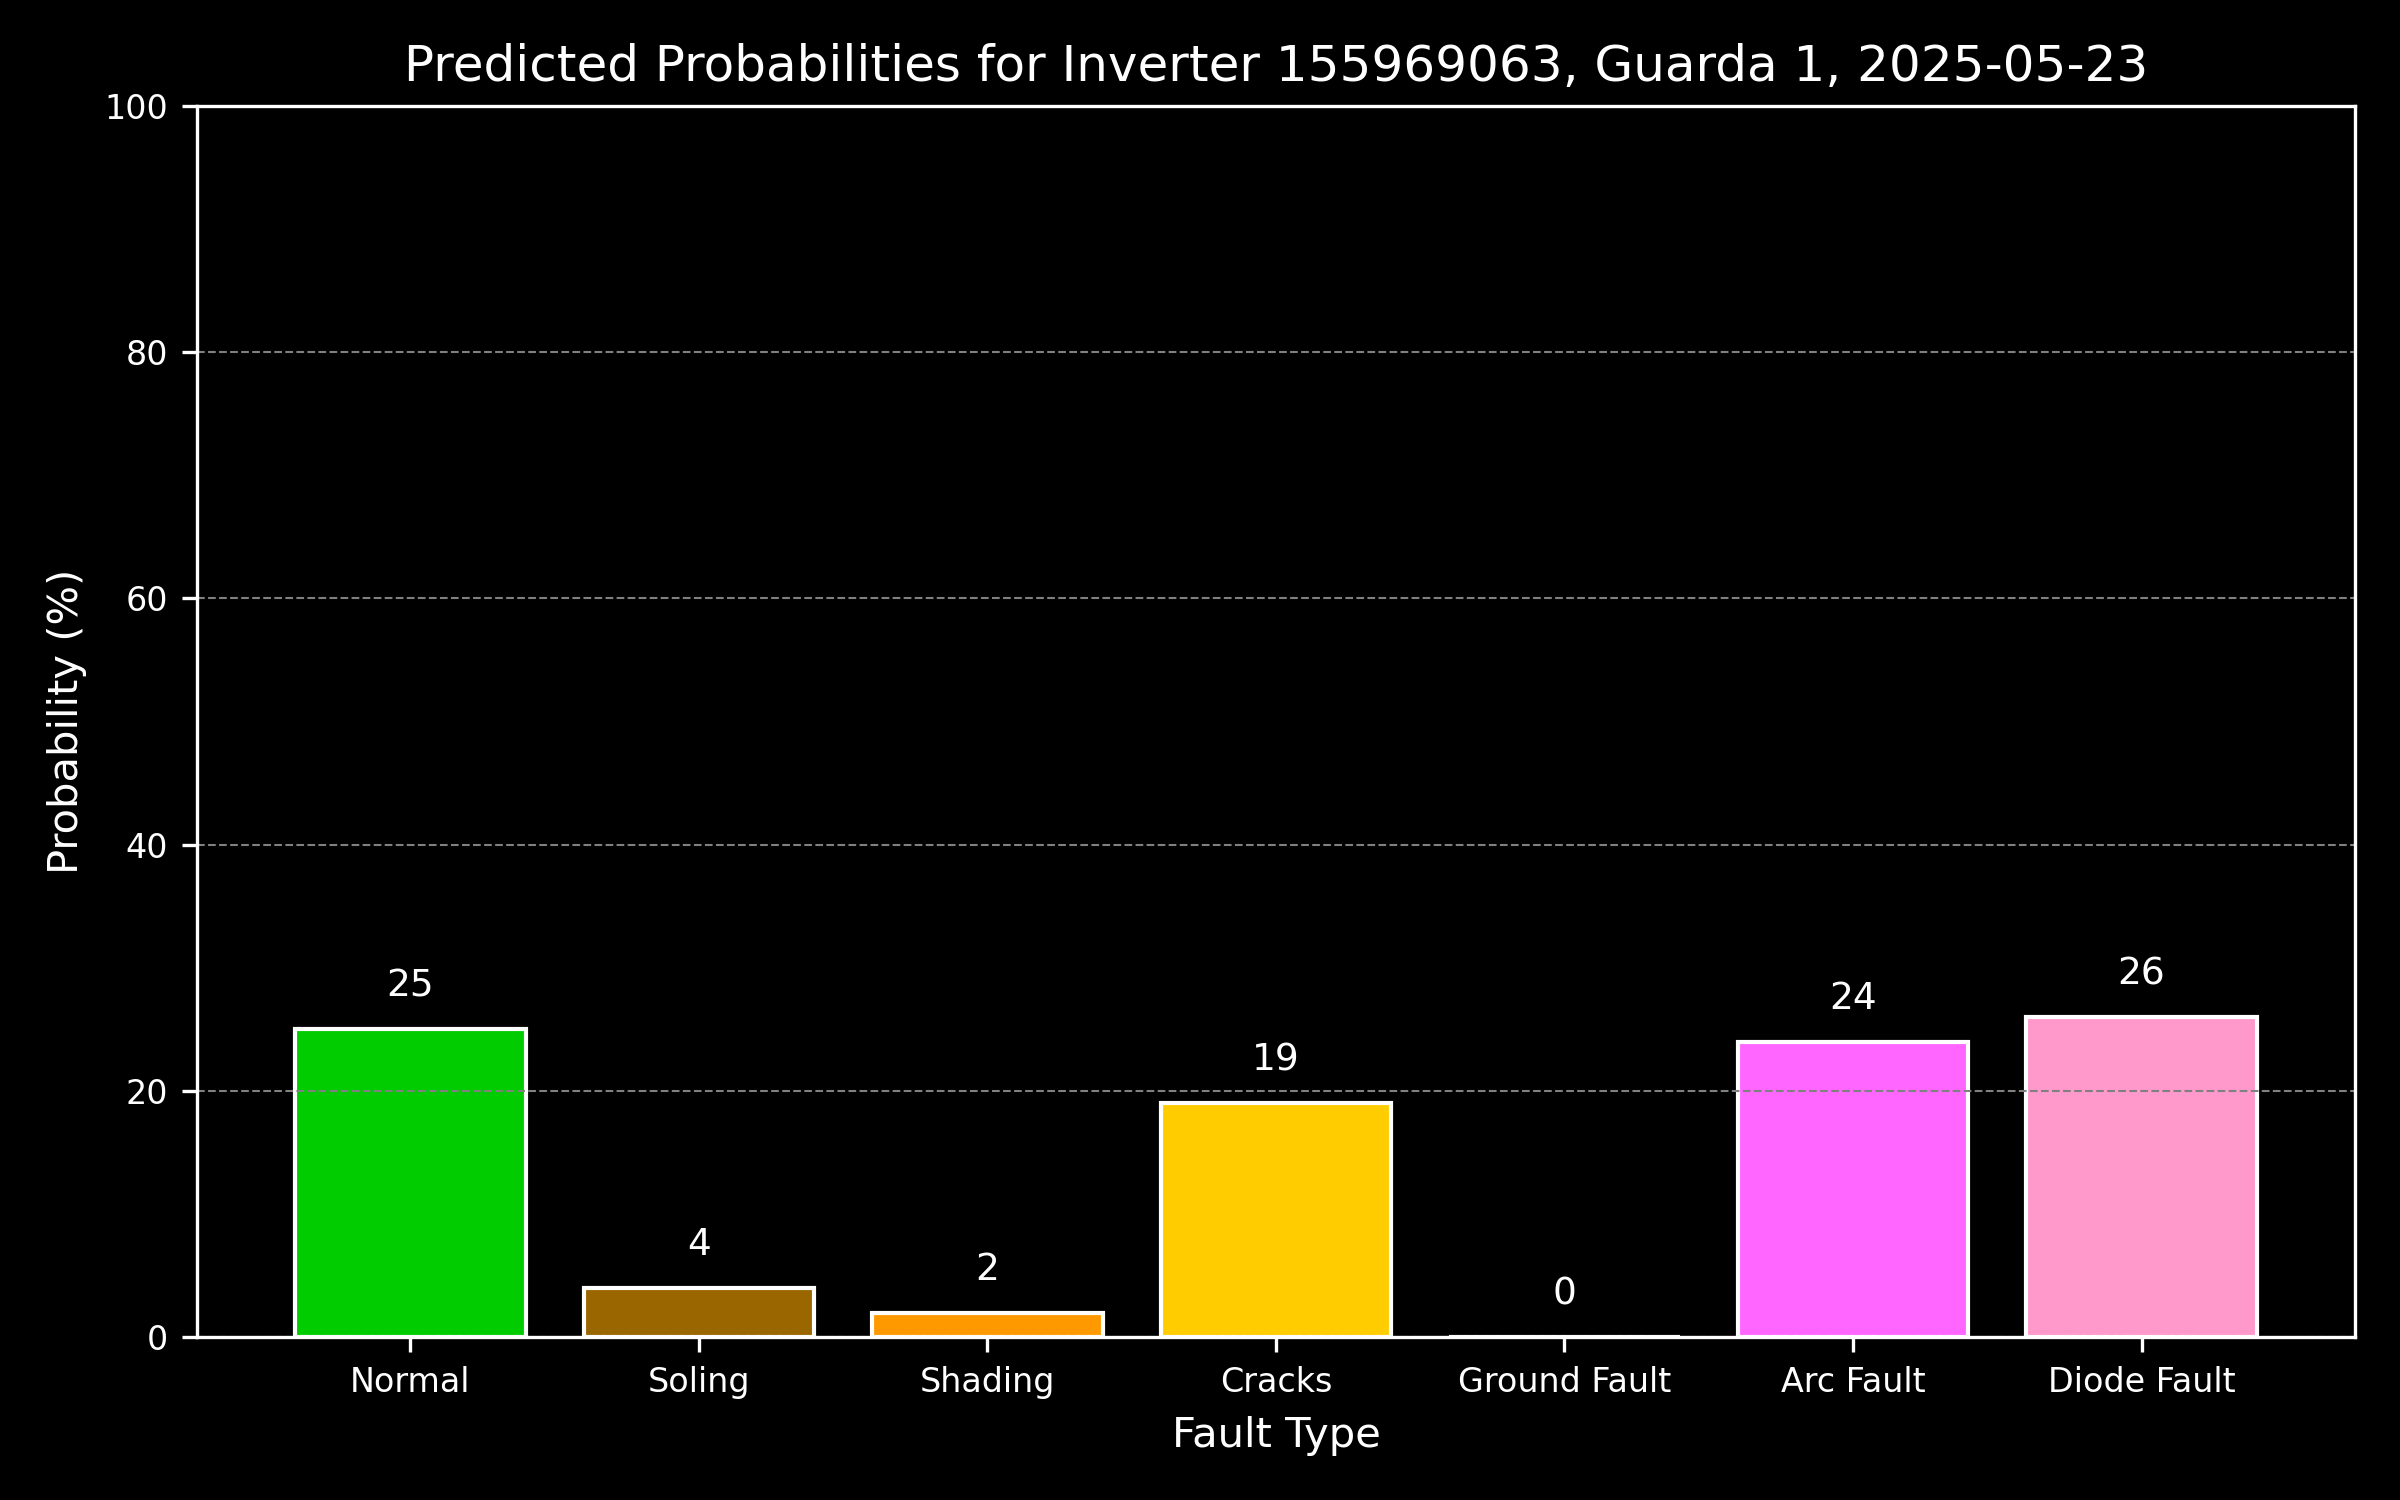 Predicted Probabilities for Inverter 155969063, Guarda 1, 2025-05-23
100
80
60
40
20
0
Probability (%)
25
4
2
19
0
24
26
Normal
Soling
Shading
Cracks
Ground Fault
Arc Fault
Diode Fault
Fault Type